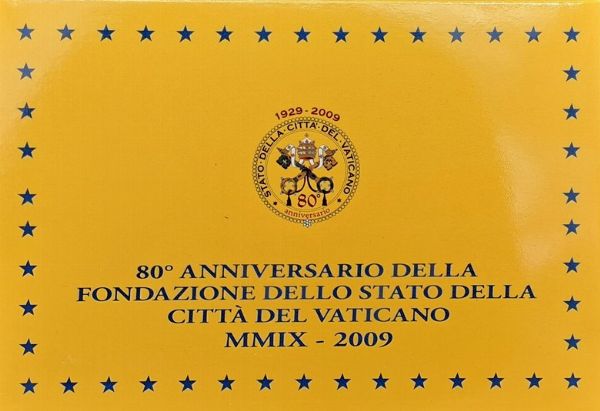 1929-2009
STATO·DELLA·CITTÀ·DEL·VATICANO
80°
anniversario
80° ANNIVERSARIO DELLA
FONDAZIONE DELLO STATO DELLA
CITTÀ DEL VATICANO
MMIX - 2009